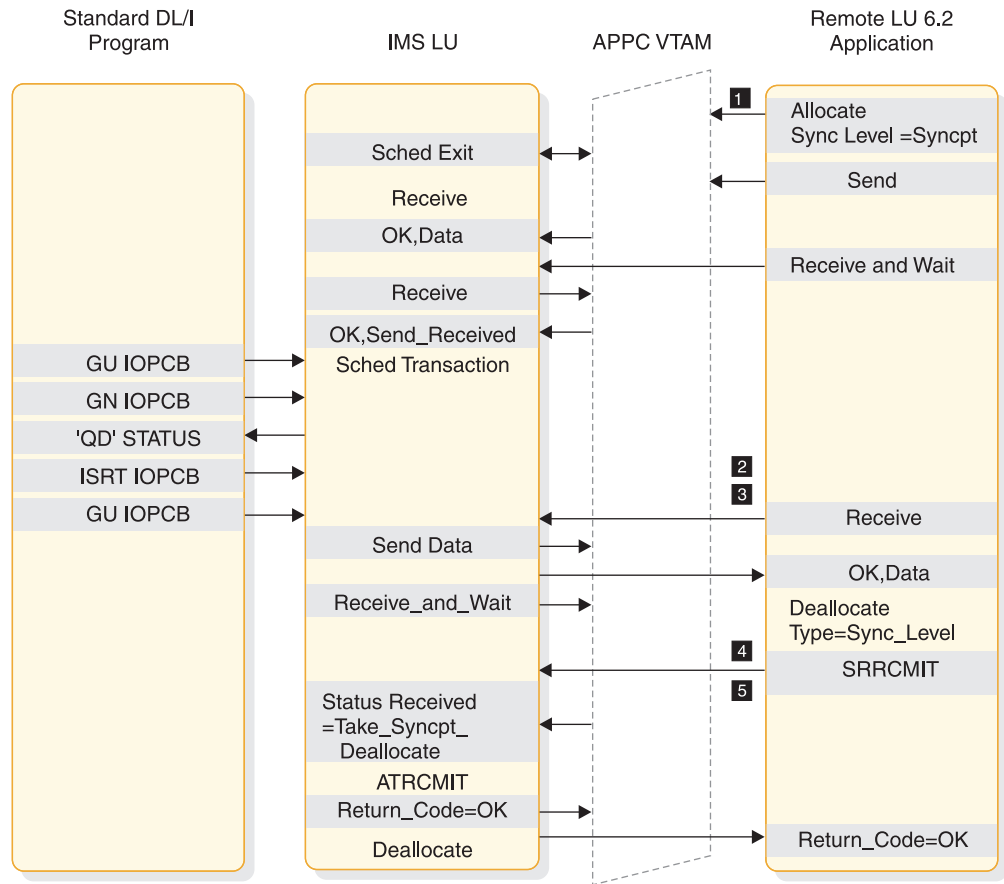 Standard DL/I
Program
IMS LU
APPC VTAM
Remote LU 6.2
Application
1
Allocate
Sync Level =Syncpt
Sched Exit
Send
Receive
OK,Data
Receive and Wait
Receive
OK,Send_Received
GU IOPCB
Sched Transaction
GN IOPCB
'QD' STATUS
ISRT IOPCB
2
3
GU IOPCB
Receive
Send Data
OK,Data
Receive_and_Wait
Deallocate
Type=Sync_Level
4
SRRCMIT
5
Status Received
=Take_Syncpt_
Deallocate
ATRCMIT
Return_Code=OK
Return_Code=OK
Deallocate